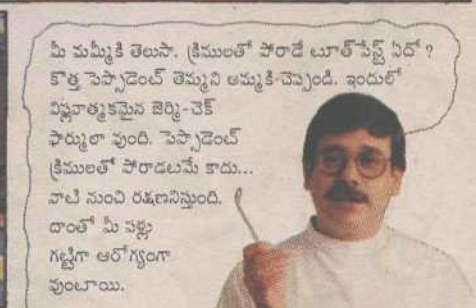 మీ మమ్మీకి తెలుసా. క్రిములతో పోరాడే టూత్‌పేస్ట్ ఏదో ?
కొత్త పెప్సొడెంట్ తెమ్మని అమ్మకి-చెప్పండి. ఇందులో
విప్లవాత్మకమైన జెర్మి-చెక్
ఫార్ములా వుంది. పెప్సొడెంట్
క్రిములతో పోరాడటమే కాదు...
వాటి నుంచి రక్షణనిస్తుంది.
దాంతో మీ పళ్లు
గట్టిగా ఆరోగ్యంగా
వుంటాయి.